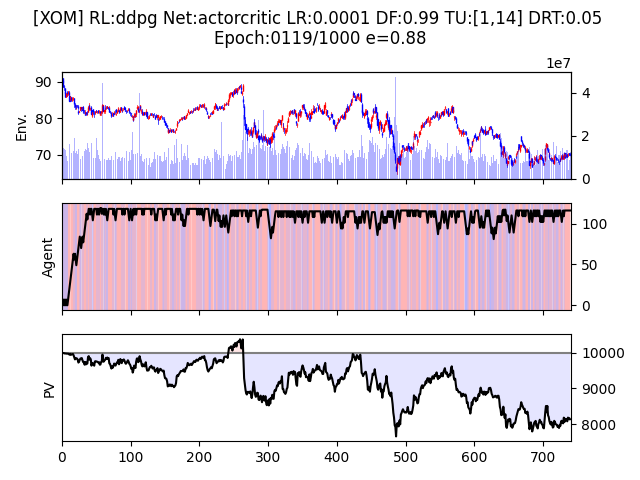 [XOM] RL:ddpg Net:actorcritic LR:0.0001 DF:0.99 TU:[1,14] DRT:0.05
Epoch:0119/1000 e=0.88
1e7
90
80
70
Env.
4
2
0
Agent
100
50
0
PV
10000
9000
8000
0 100 200 300 400 500 600 700